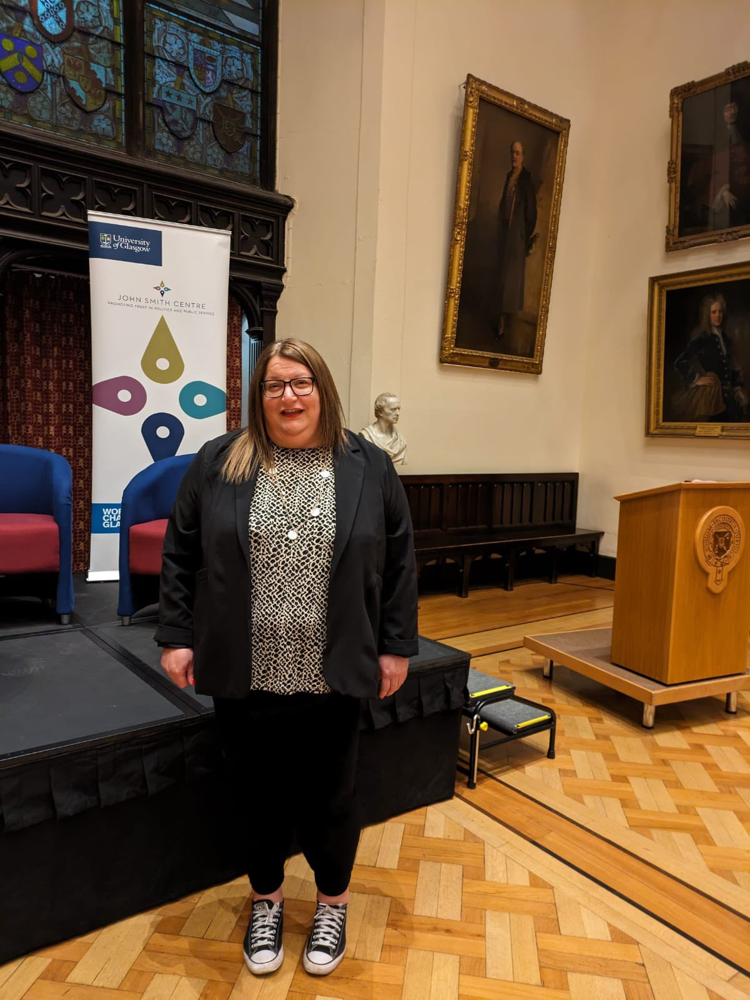 University
of Glasgow
JOHN SMITH CENTRE
PROMOTING TRUST IN POLITICS AND PUBLIC SERVICE
WOR
CHA
GLA